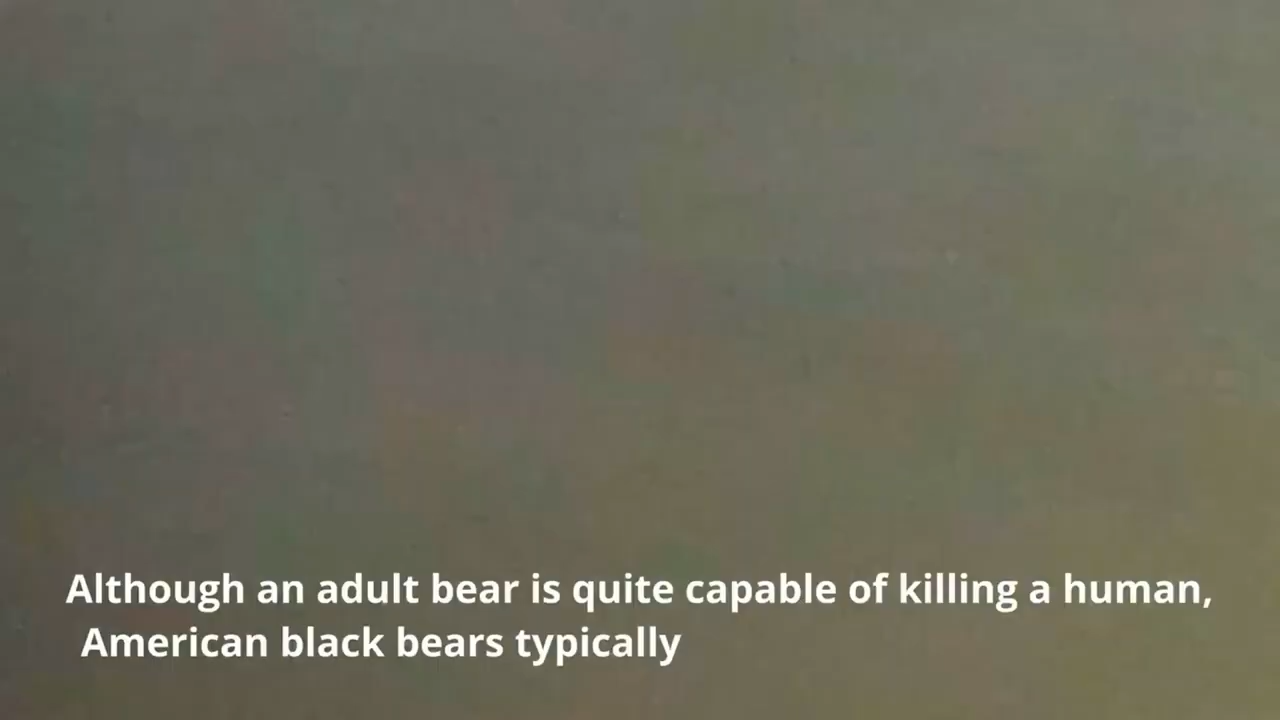 Although an adult bear is quite capable of killing a human,
American black bears typically